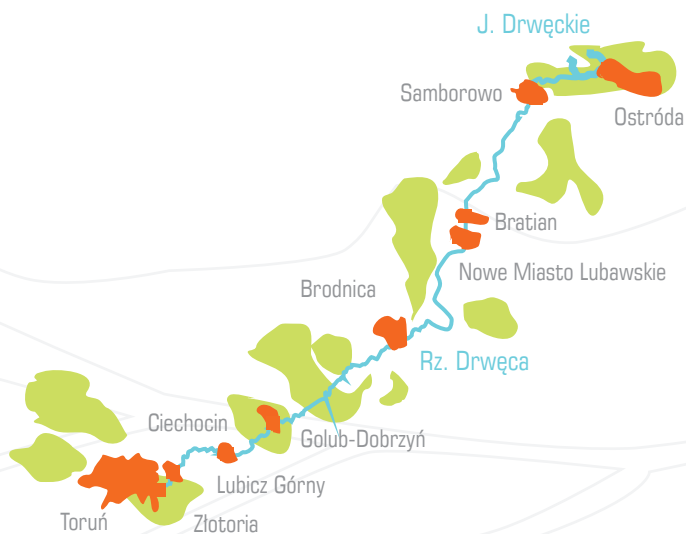 J. Drwęckie
Samborowo
Ostróda
Bratian
Nowe Miasto Lubawskie
Brodnica
Rz. Drwęca
Ciechocin
Golub-Dobrzyń
Lubicz Górny
Toruń
Złotoria